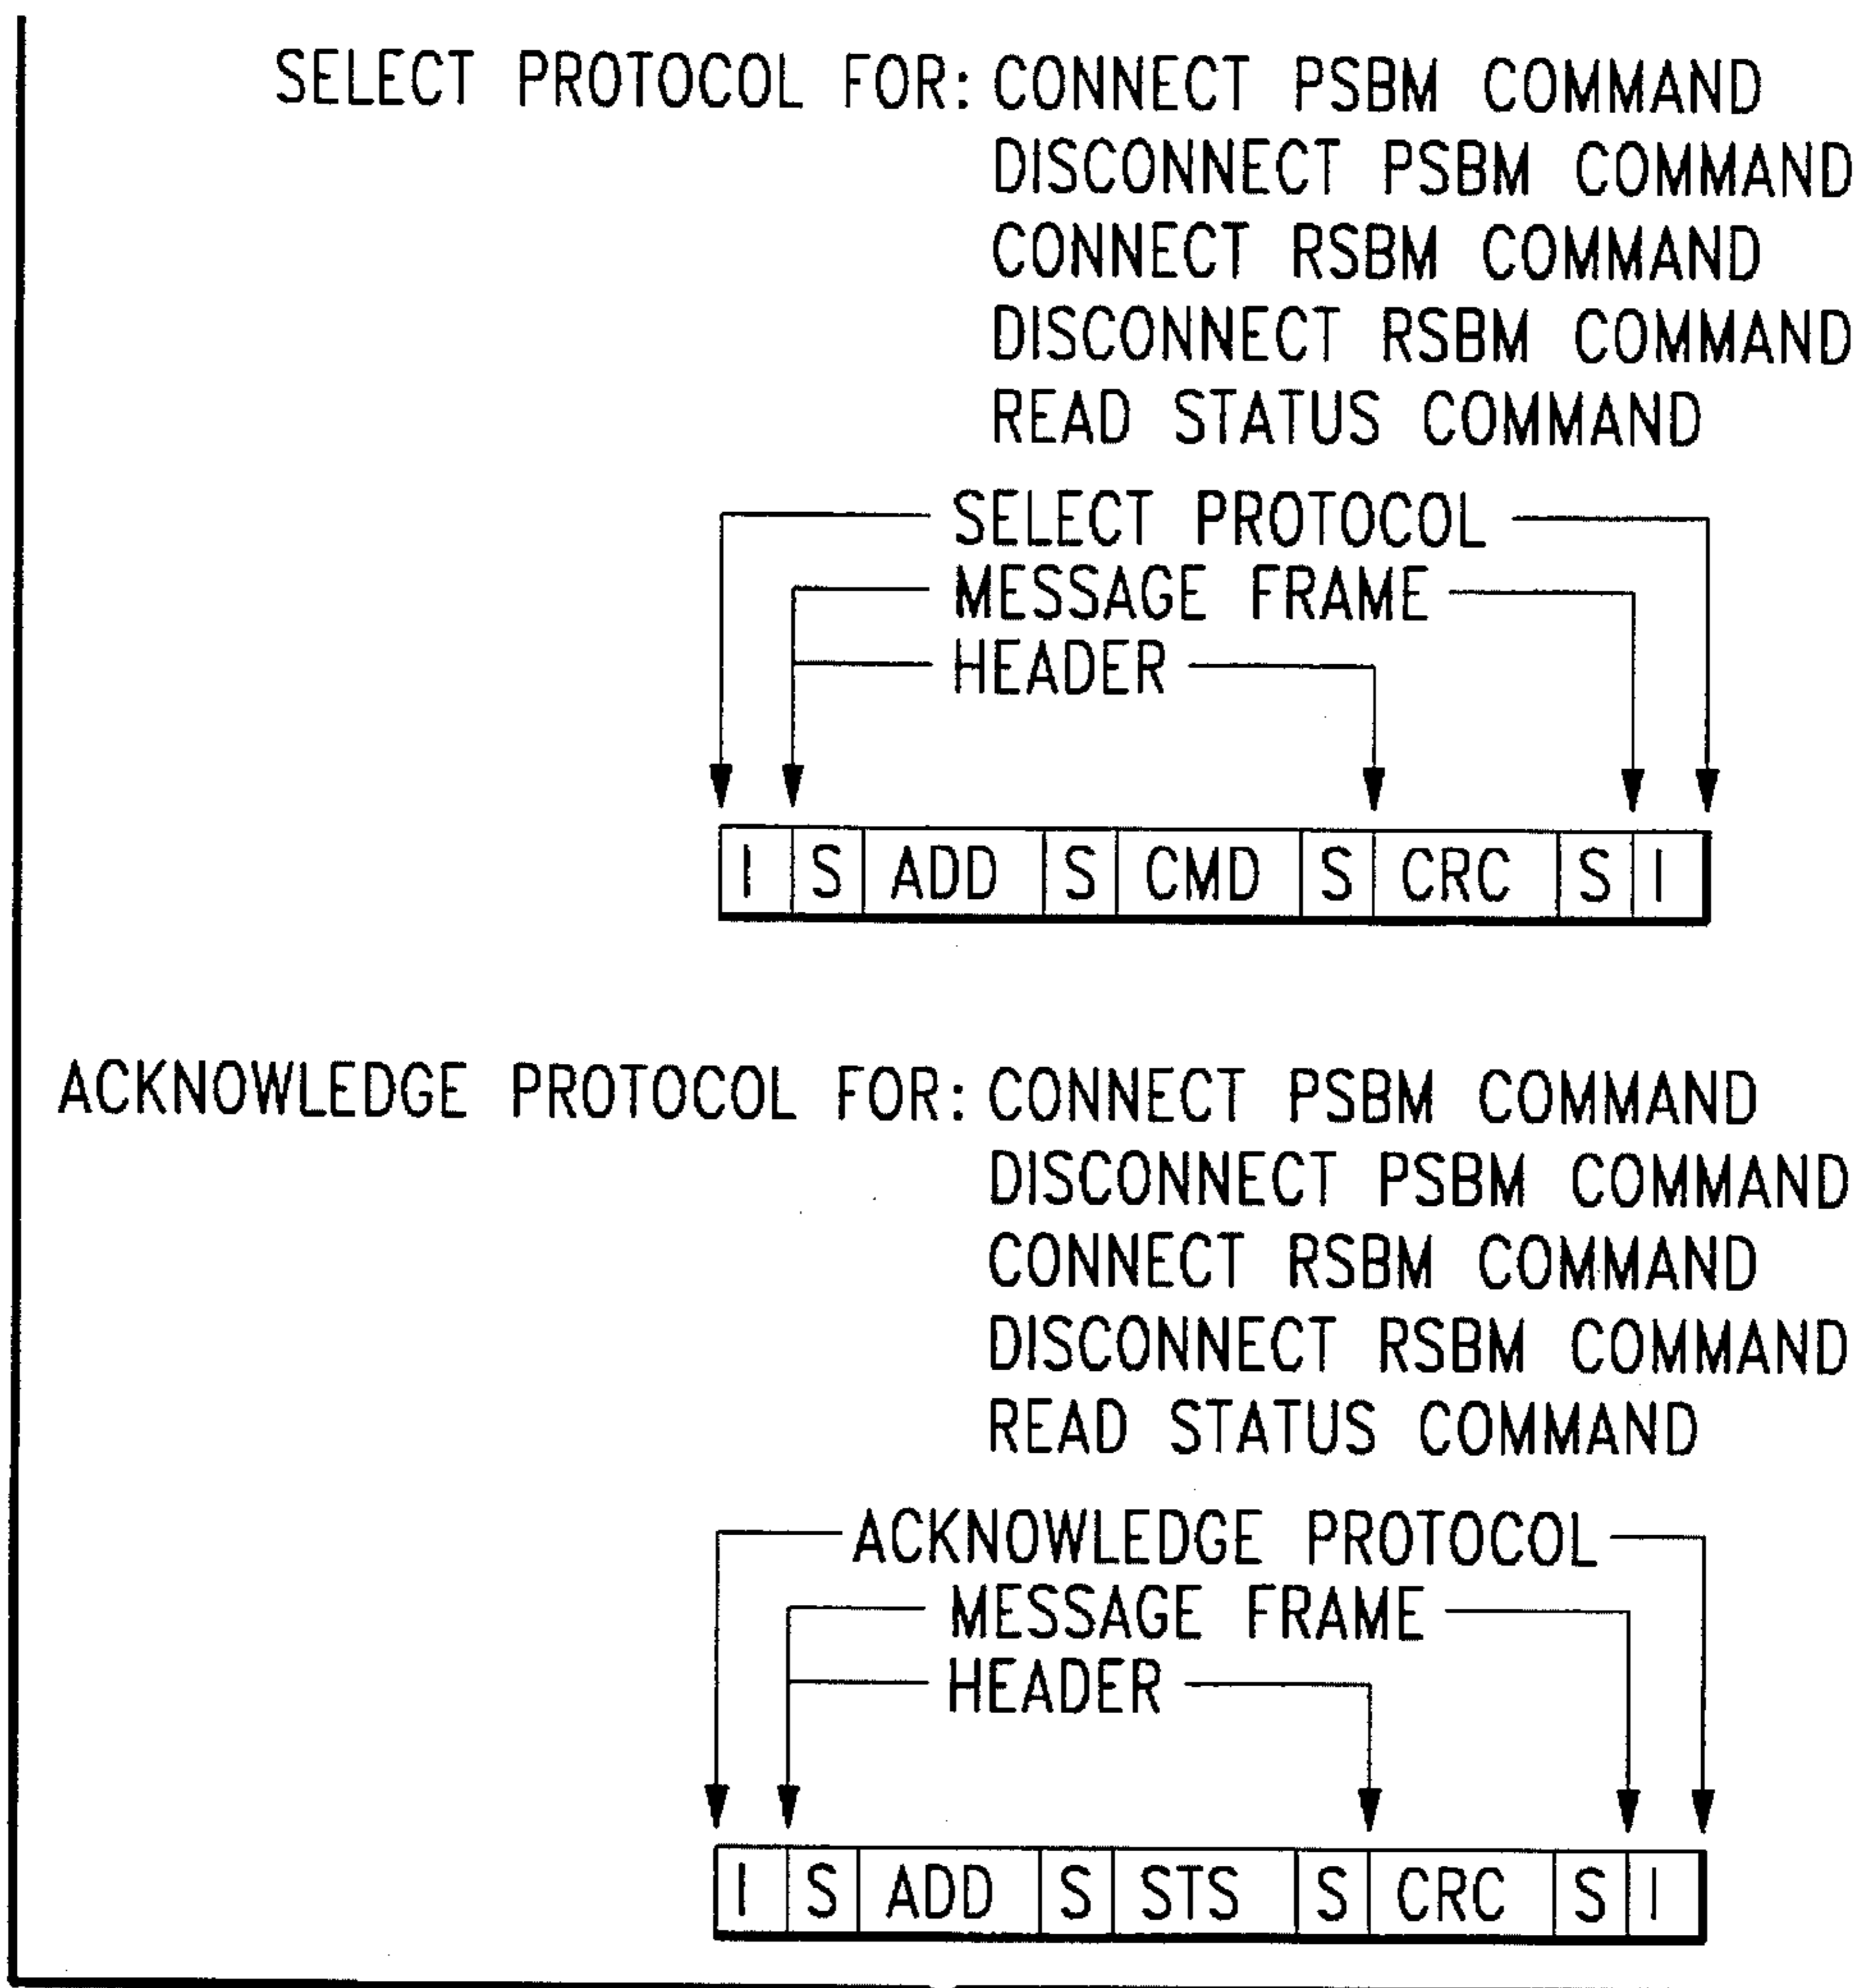 SELECT PROTOCOL FOR: CONNECT PSBM COMMAND
DISCONNECT PSBM COMMAND
CONNECT RSBM COMMAND
DISCONNECT RSBM COMMAND
READ STATUS COMMAND
SELECT PROTOCOL
MESSAGE FRAME
HEADER
I S ADD S CMD S CRC S I
ACKNOWLEDGE PROTOCOL FOR: CONNECT PSBM COMMAND
DISCONNECT PSBM COMMAND
CONNECT RSBM COMMAND
DISCONNECT RSBM COMMAND
READ STATUS COMMAND
ACKNOWLEDGE PROTOCOL
MESSAGE FRAME
HEADER
I S ADD S STS S CRC S I